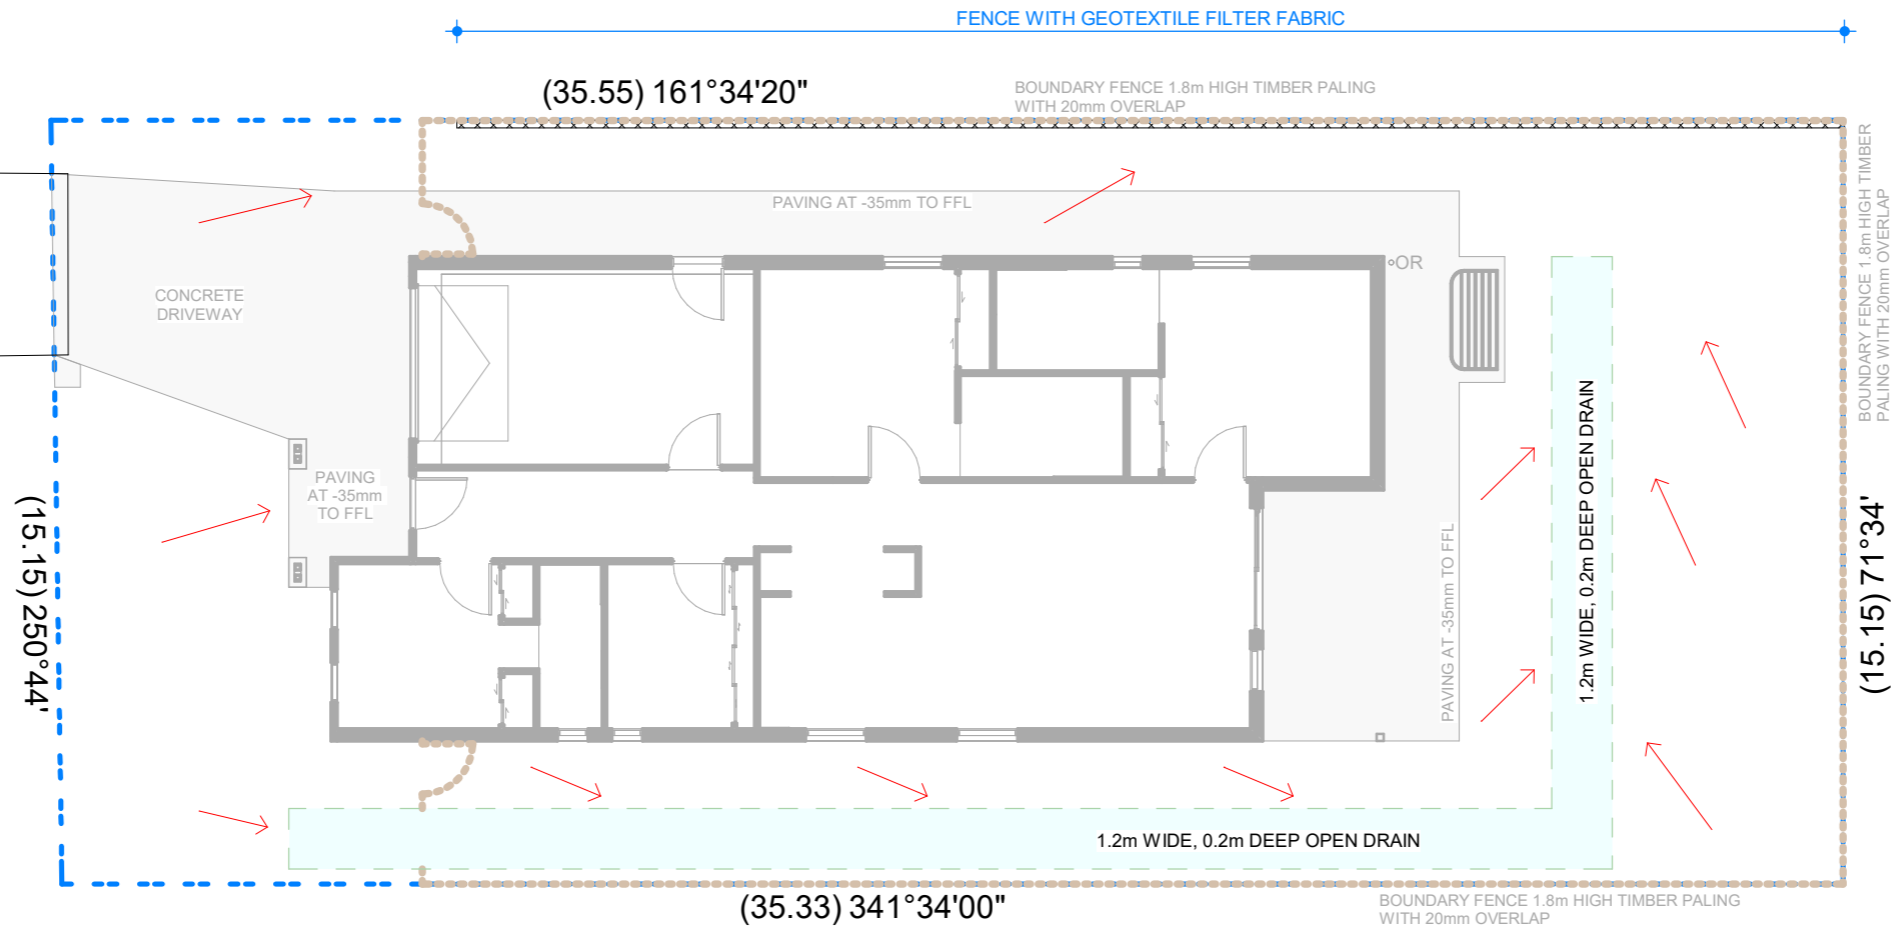 FENCE WITH GEOTEXTILE FILTER FABRIC
(35.55) 161°34'20"
BOUNDARY FENCE 1.8m HIGH TIMBER PALING
WITH 20mm OVERLAP
BOUNDARY FENCE 1.8m HIGH TIMBER
PALING WITH 20mm OVERLAP
PAVING AT -35mm TO FFL
OR
CONCRETE
DRIVEWAY
PAVING
AT -35mm
TO FFL
1.2m WIDE, 0.2m DEEP OPEN DRAIN
PAVING AT -35mm TO FFL
(15.15) 250°44'
(15.15) 71°34'
1.2m WIDE, 0.2m DEEP OPEN DRAIN
(35.33) 341°34'00"
BOUNDARY FENCE 1.8m HIGH TIMBER PALING
WITH 20mm OVERLAP